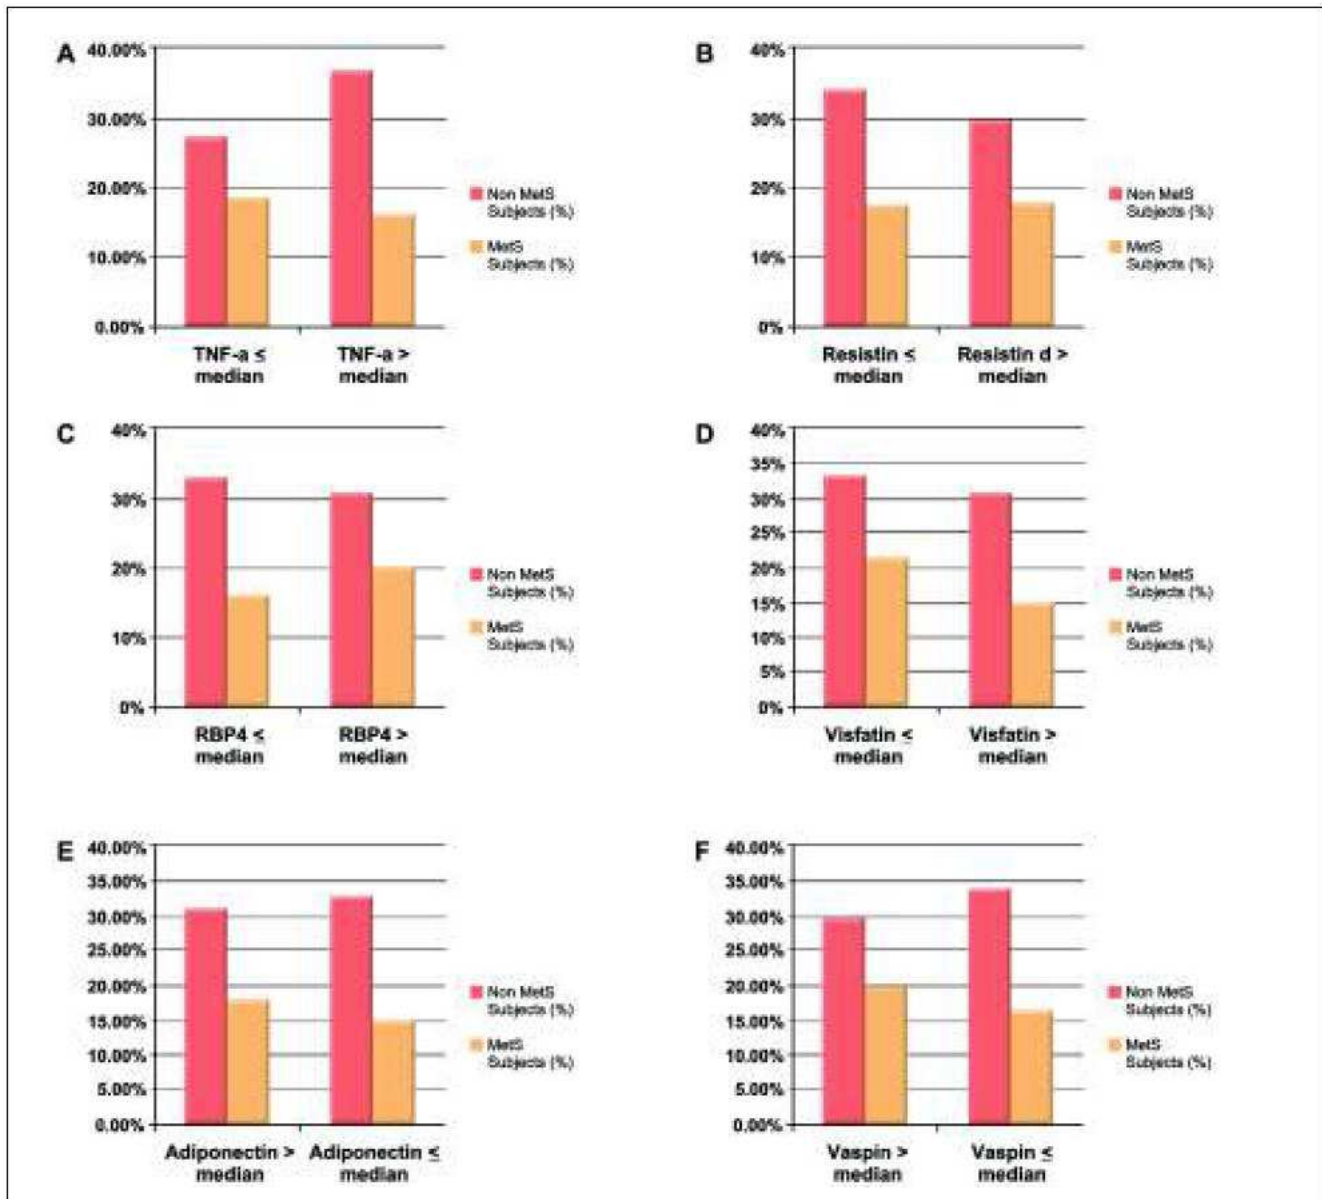 A
40.00%
30.00%
20.00%
10.00%
0.00%
TNF-a ≤
median
TNF-a >
median
Non MetS
Subjects (%)
MetS
Subjects (%)
B
40%
30%
20%
10%
0%
Resistin ≤
median
Resistin d >
median
Non MetS
Subjects (%)
MetS
Subjects (%)
C
40%
30%
20%
10%
0%
RBP4 ≤
median
RBP4 >
median
Non MetS
Subjects (%)
MetS
Subjects (%)
D
40%
35%
30%
25%
20%
15%
10%
5%
0%
Visfatin ≤
median
Visfatin >
median
Non MetS
Subjects (%)
MetS
Subjects (%)
E
40.00%
35.00%
30.00%
25.00%
20.00%
15.00%
10.00%
5.00%
0.00%
Adiponectin >
median
Adiponectin ≤
median
Non MetS
Subjects (%)
MetS
Subjects (%)
F
40.00%
35.00%
30.00%
25.00%
20.00%
15.00%
10.00%
5.00%
0.00%
Vaspin >
median
Vaspin ≤
median
Non MetS
Subjects (%)
MetS
Subjects (%)